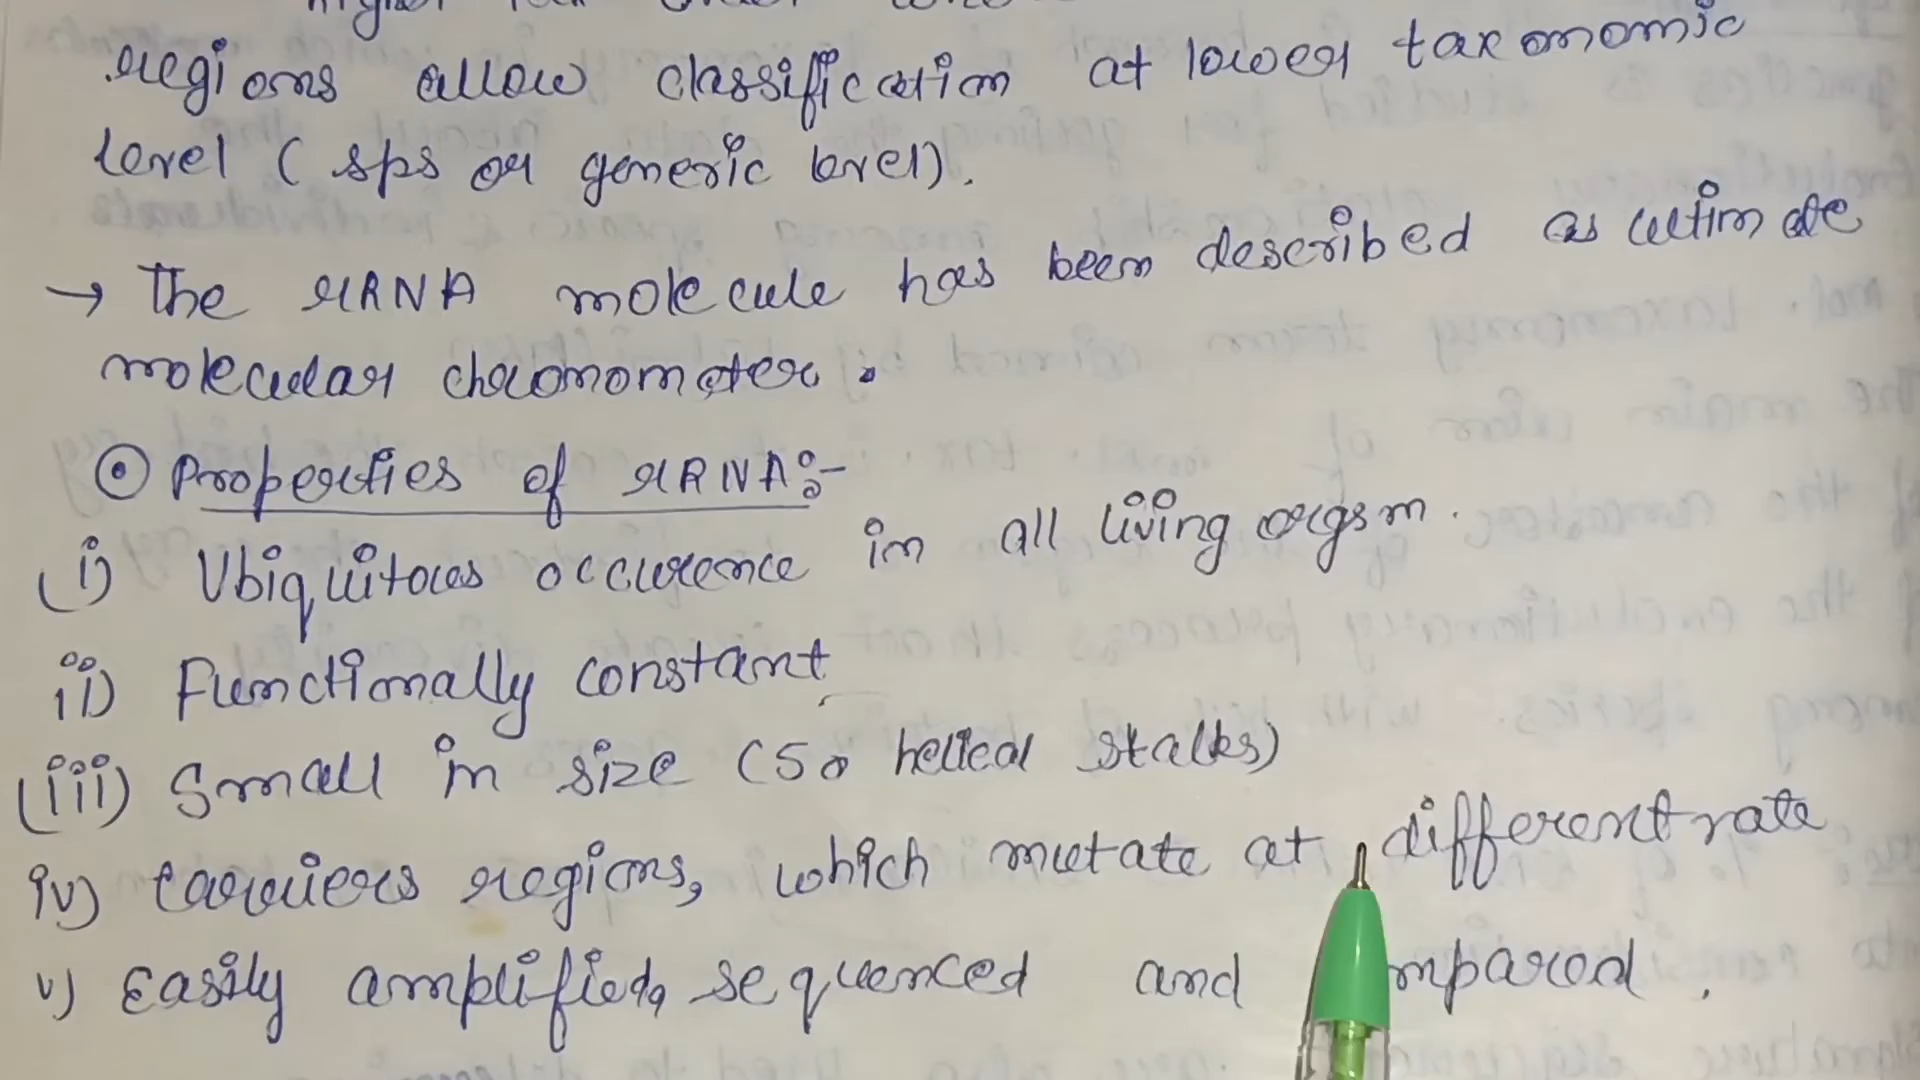 regions allow classification at lower taxonomic
level ( sps or generic level).
→ The rRNA molecule has been described as ultimate
molecular chronometer.
⊙ Properties of rRNA:-
(i) Ubiquitous occurence in all living orgsm.
ii) Functionally constant
(iii) Small in size (50 helical stalks)
iv) Carriers regions, which mutate at different rate
v) Easily amplified, sequenced and mpared.